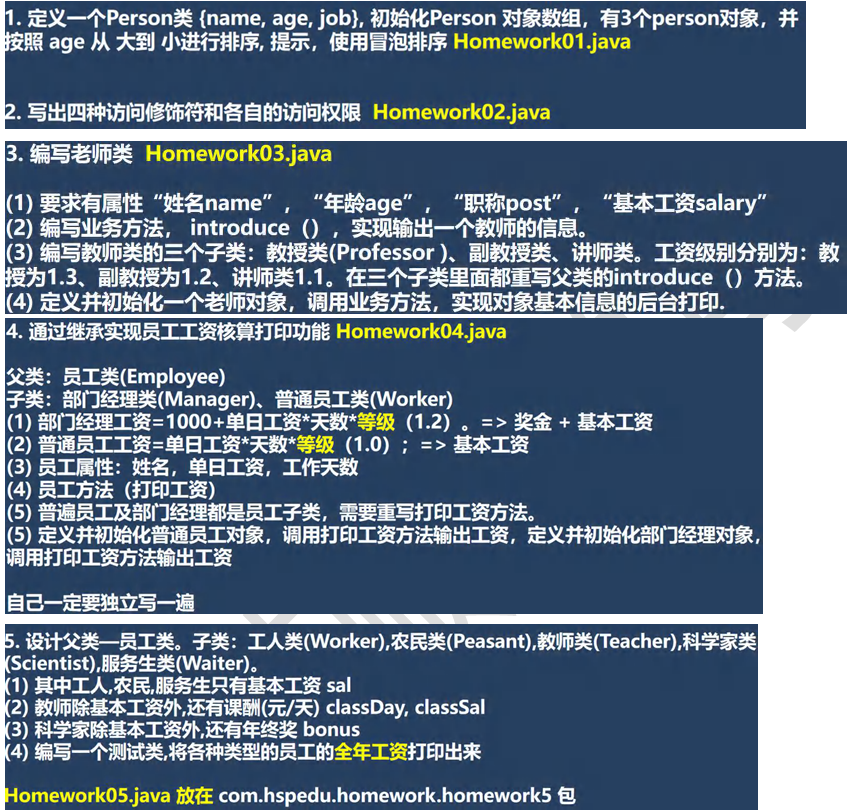 1. 定义一个Person类 {name, age, job}, 初始化Person 对象数组，有3个person对象，并
按照 age 从 大到 小进行排序, 提示，使用冒泡排序 Homework01.java
2. 写出四种访问修饰符和各自的访问权限 Homework02.java
3. 编写老师类 Homework03.java
(1) 要求有属性“姓名name”，“年龄age”，“职称post”，“基本工资salary”
(2) 编写业务方法， introduce（），实现输出一个教师的信息。
(3) 编写教师类的三个子类：教授类(Professor )、副教授类、讲师类。工资级别分别为：教
授为1.3、副教授为1.2、讲师类1.1。在三个子类里面都重写父类的introduce（）方法。
(4) 定义并初始化一个老师对象，调用业务方法，实现对象基本信息的后台打印.
4. 通过继承实现员工工资核算打印功能 Homework04.java
父类：员工类(Employee)
子类：部门经理类(Manager)、普通员工类(Worker)
(1) 部门经理工资=1000+单日工资*天数*等级（1.2）。=> 奖金 + 基本工资
(2) 普通员工工资=单日工资*天数*等级（1.0）; => 基本工资
(3) 员工属性：姓名，单日工资，工作天数
(4) 员工方法（打印工资）
(5) 普遍员工及部门经理都是员工子类，需要重写打印工资方法。
(5) 定义并初始化普通员工对象，调用打印工资方法输出工资，定义并初始化部门经理对象，
调用打印工资方法输出工资
自己一定要独立写一遍
5. 设计父类—员工类。子类：工人类(Worker),农民类(Peasant),教师类(Teacher),科学家类
(Scientist),服务生类(Waiter)。
(1) 其中工人,农民,服务生只有基本工资 sal
(2) 教师除基本工资外,还有课酬(元/天) classDay, classSal
(3) 科学家除基本工资外,还有年终奖 bonus
(4) 编写一个测试类,将各种类型的员工的全年工资打印出来
Homework05.java 放在 com.hspedu.homework.homework5 包